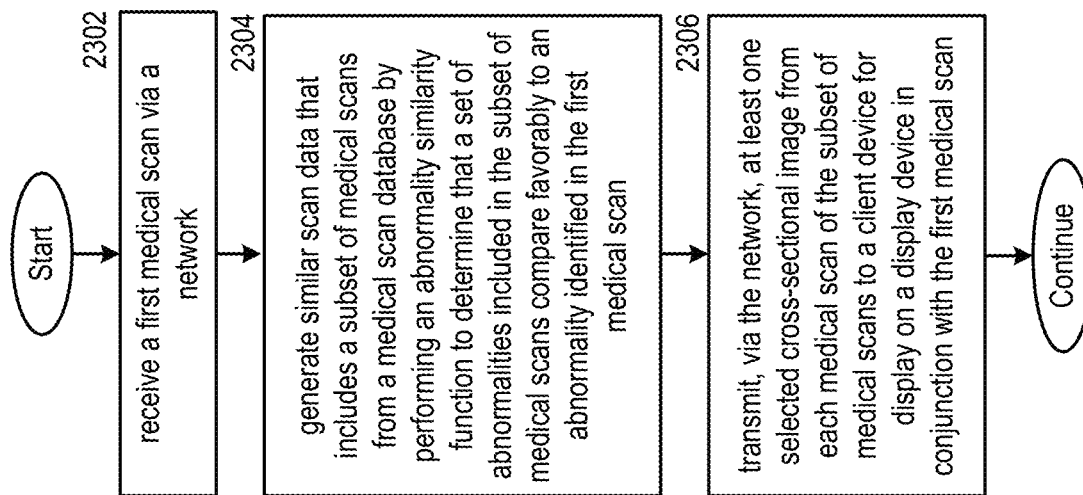 Start
2302
receive a first medical scan via a
network
2304
generate similar scan data that
includes a subset of medical scans
from a medical scan database by
performing an abnormality similarity
function to determine that a set of
abnormalities included in the subset of
medical scans compare favorably to an
abnormality identified in the first
medical scan
2306
transmit, via the network, at least one
selected cross-sectional image from
each medical scan of the subset of
medical scans to a client device for
display on a display device in
conjunction with the first medical scan
Continue